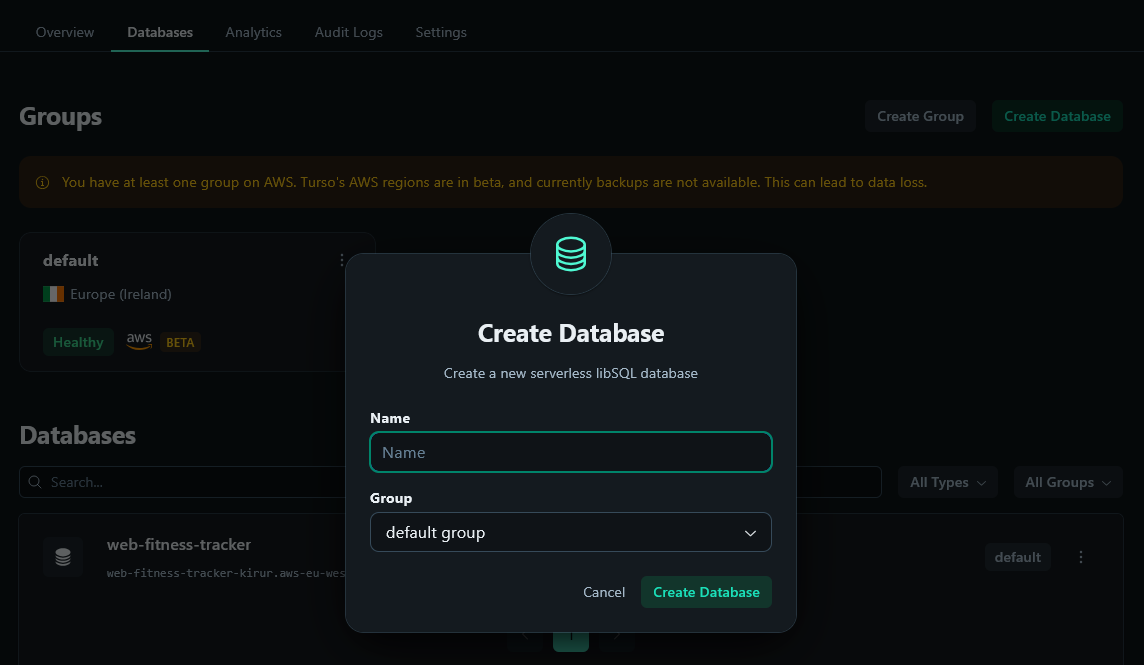 Overview Databases Analytics Audit Logs Settings
Groups
Create Group Create Database
You have at least one group on AWS. Turso's AWS regions are in beta, and currently backups are not available. This can lead to data loss.
default
Europe (Ireland)
Healthy aws BETA
Create Database
Create a new serverless libSQL database
Name
Name
Group
default group
Cancel Create Database
Databases
Search...
All Types All Groups
web-fitness-tracker
web-fitness-tracker-kirur.aws-eu-wes
default
1